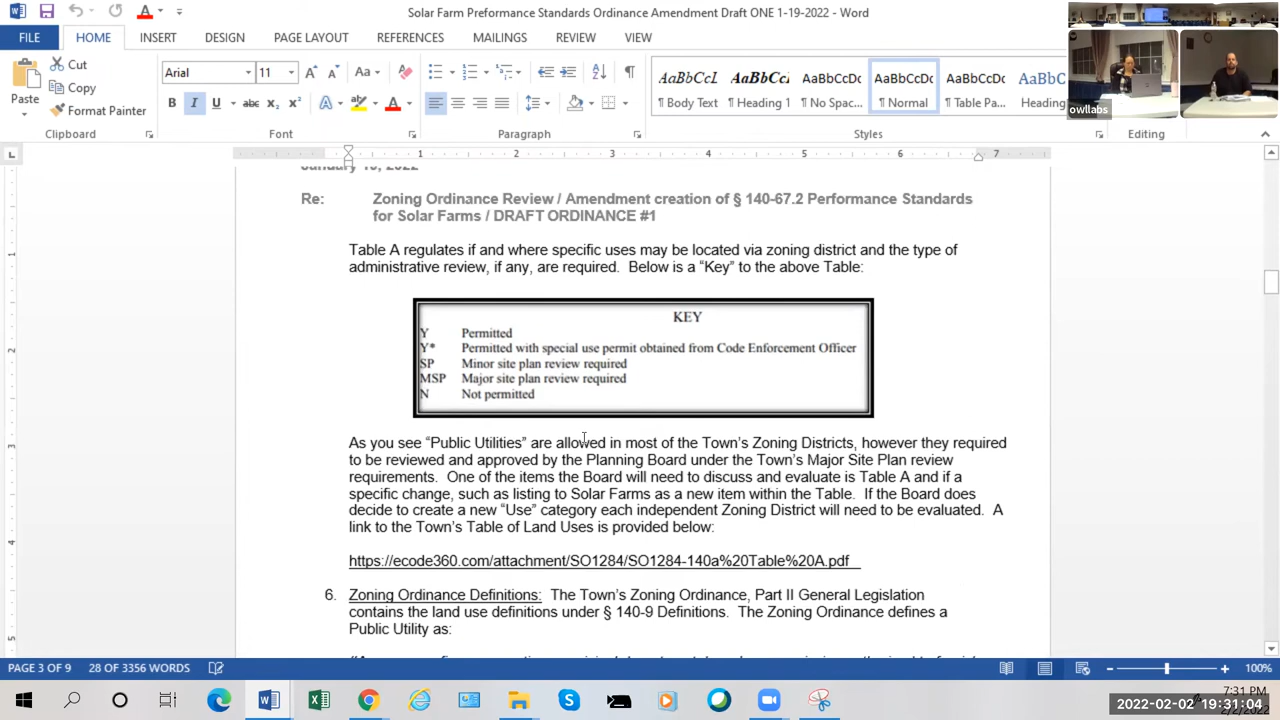 Solar Farm Preformance Standards Ordinance Amendment Draft ONE 1-19-2022 - Word
FILE HOME INSERT DESIGN PAGE LAYOUT REFERENCES MAILINGS REVIEW VIEW
Paste
Cut
Copy
Format Painter
Clipboard
Arial 11
Font
Paragraph
AaBbCcL AaBbCc. AaBbCcDc AaBbCcDc AaBbCcDc AaBbC
¶ Body Text ¶ Heading 1 ¶ No Spac... ¶ Normal ¶ Table Pa... Heading
Styles
Editing
owllabs
1 2 3 4 5 6 7
Re: Zoning Ordinance Review / Amendment creation of § 140-67.2 Performance Standards
for Solar Farms / DRAFT ORDINANCE #1
Table A regulates if and where specific uses may be located via zoning district and the type of
administrative review, if any, are required. Below is a “Key” to the above Table:
KEY
Y Permitted
Y* Permitted with special use permit obtained from Code Enforcement Officer
SP Minor site plan review required
MSP Major site plan review required
N Not permitted
As you see “Public Utilities” are allowed in most of the Town’s Zoning Districts, however they required
to be reviewed and approved by the Planning Board under the Town’s Major Site Plan review
requirements. One of the items the Board will need to discuss and evaluate is Table A and if a
specific change, such as listing to Solar Farms as a new item within the Table. If the Board does
decide to create a new “Use” category each independent Zoning District will need to be evaluated. A
link to the Town’s Table of Land Uses is provided below:
https://ecode360.com/attachment/SO1284/SO1284-140a%20Table%20A.pdf
6. Zoning Ordinance Definitions: The Town’s Zoning Ordinance, Part II General Legislation
contains the land use definitions under § 140-9 Definitions. The Zoning Ordinance defines a
Public Utility as:
PAGE 3 OF 9 28 OF 3356 WORDS 100%
7:31 PM
2022-02-02 19:31:04